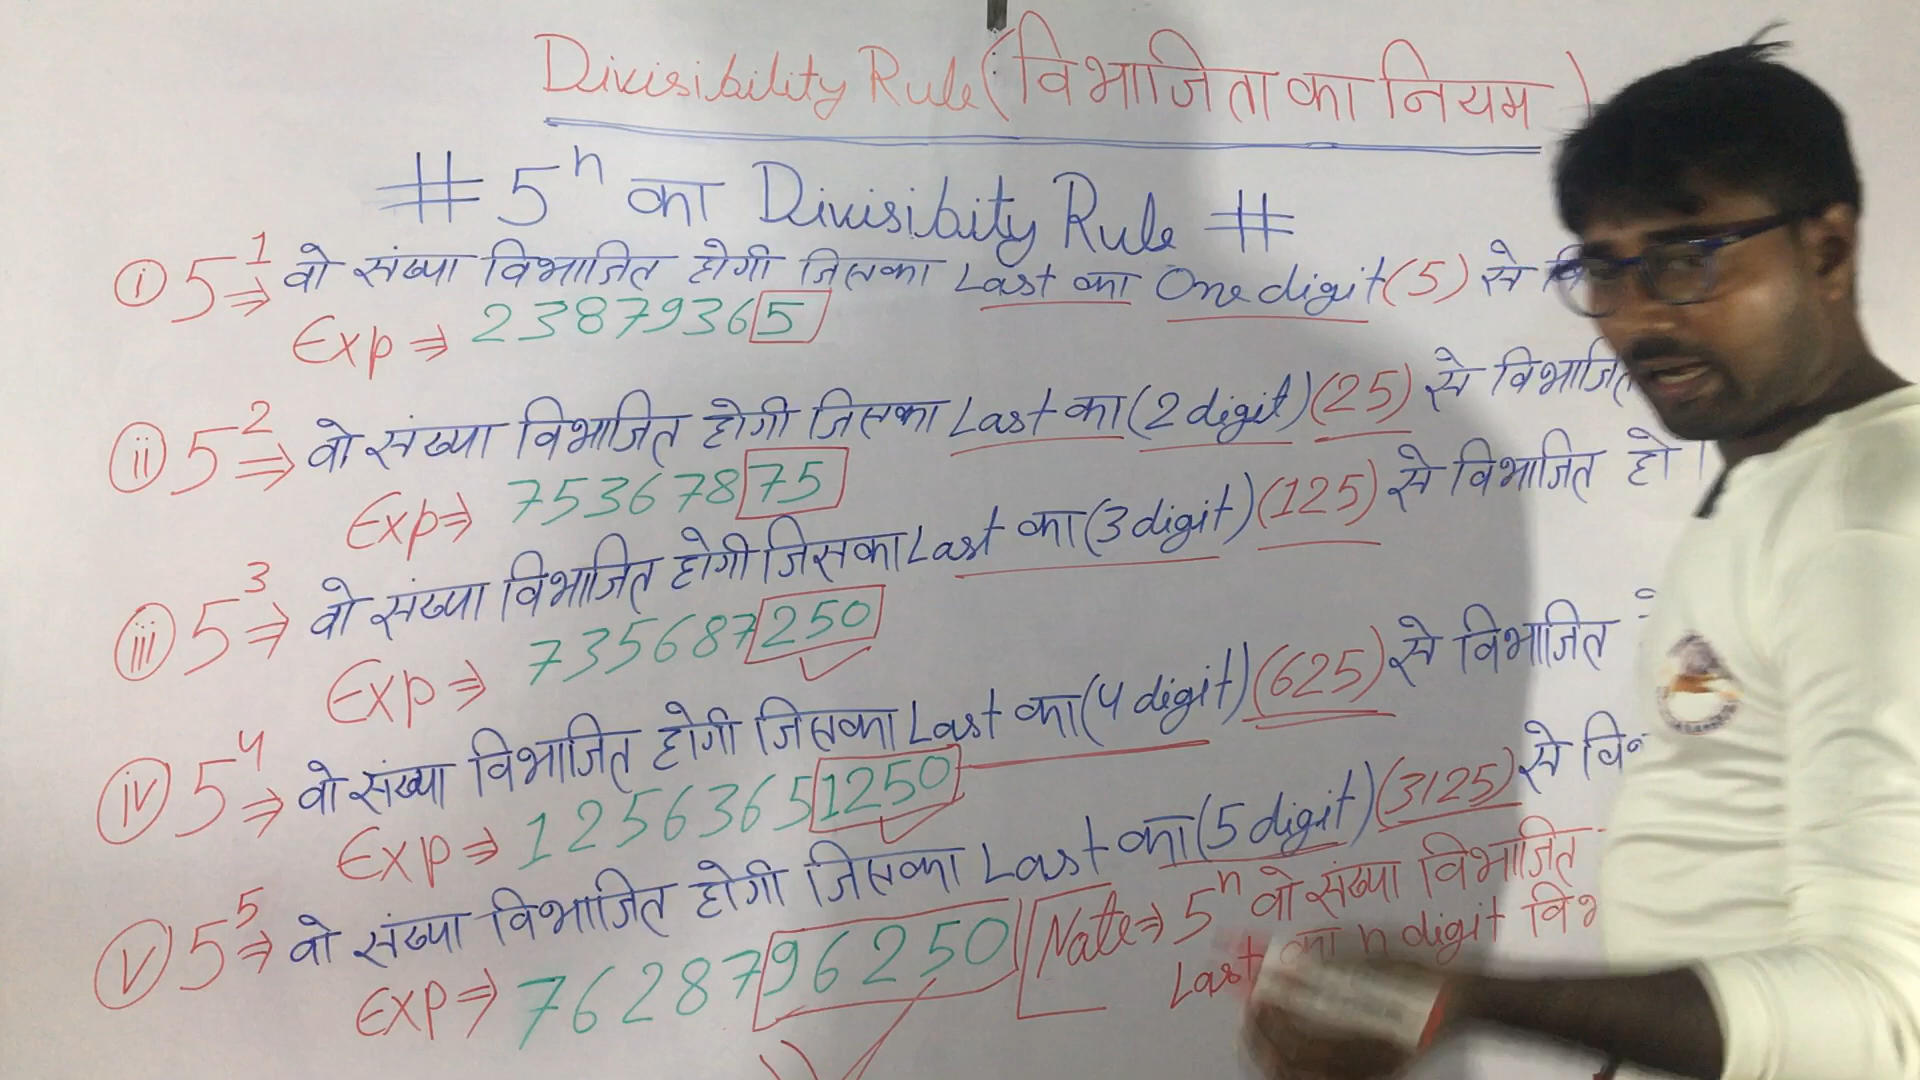 Divisibility Rule (विभाजिता का नियम)
# 5ⁿ का Divisibity Rule #
(i) 5¹ ⇒ वो संख्या विभाजित होगी जिसका Last का One digit (5) से
Exp ⇒ 23879365
(ii) 5² ⇒ वो संख्या विभाजित होगी जिसका Last का (2 digit) (25) से विभाजित
Exp ⇒ 75367875
(iii) 5³ ⇒ वो संख्या विभाजित होगी जिसका Last का (3 digit) (125) से विभाजित हो ।
Exp ⇒ 735687250
(iv) 5⁴ ⇒ वो संख्या विभाजित होगी जिसका Last का (4 digit) (625) से विभाजित
Exp ⇒ 12563651250
(v) 5⁵ ⇒ वो संख्या विभाजित होगी जिसका Last का (5 digit) (3125) से
Exp ⇒ 7628796250
Note ⇒ 5ⁿ वो संख्या विभाजित
Last का n digit